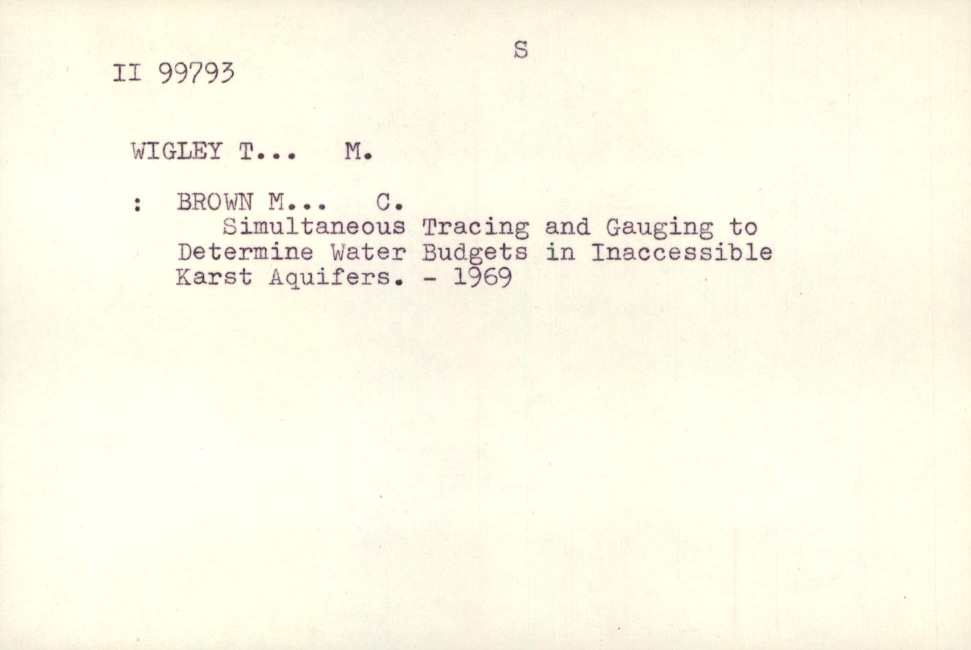 S
II 99793
WIGLEY T... M.
: BROWN M... C.
Simultaneous Tracing and Gauging to
Determine Water Budgets in Inaccessible
Karst Aquifers. - 1969